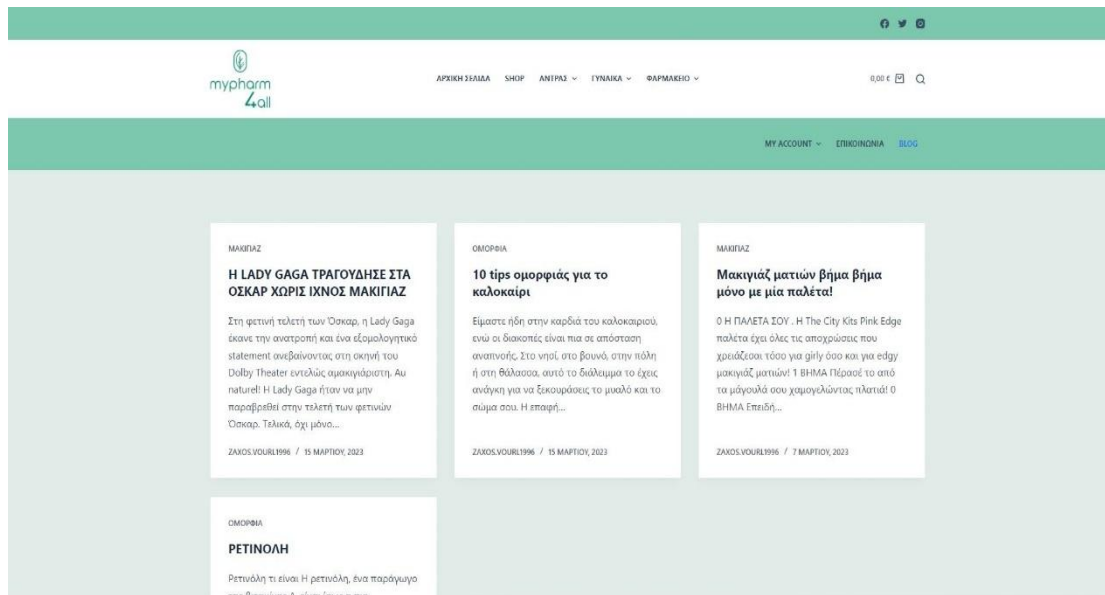 mypharm
4all
ΑΡΧΙΚΗ ΣΕΛΙΔΑ SHOP ΑΝΤΡΑΣ ΓΥΝΑΙΚΑ ΦΑΡΜΑΚΕΙΟ 0,00 €
MY ACCOUNT ΕΠΙΚΟΙΝΩΝΙΑ BLOG
ΜΑΚΙΓΙΑΖ
Η LADY GAGA ΤΡΑΓΟΥΔΗΣΕ ΣΤΑ
ΟΣΚΑΡ ΧΩΡΙΣ ΙΧΝΟΣ ΜΑΚΙΓΙΑΖ
Στη φετινή τελετή των Όσκαρ, η Lady Gaga
έκανε την ανατροπή και ένα εξομολογητικό
statement ανεβαίνοντας στη σκηνή του
Dolby Theater εντελώς αμακιγιάριστη. Au
naturel! Η Lady Gaga ήταν να μην
παραβρεθεί στην τελετή των φετινών
Όσκαρ. Τελικά, όχι μόνο…
ZAXOS.VOURL1996 / 15 ΜΑΡΤΙΟΥ, 2023
ΟΜΟΡΦΙΑ
10 tips ομορφιάς για το
καλοκαίρι
Είμαστε ήδη στην καρδιά του καλοκαιριού,
ενώ οι διακοπές είναι πια σε απόσταση
αναπνοής. Στο νησί, στο βουνό, στην πόλη
ή στη θάλασσα, αυτό το διάλειμμα το έχεις
ανάγκη για να ξεκουράσεις το μυαλό και το
σώμα σου. Η επαφή…
ZAXOS.VOURL1996 / 15 ΜΑΡΤΙΟΥ, 2023
ΜΑΚΙΓΙΑΖ
Μακιγιάζ ματιών βήμα βήμα
μόνο με μία παλέτα!
0 Η ΠΑΛΕΤΑ ΣΟΥ . Η The City Kits Pink Edge
παλέτα έχει όλες τις αποχρώσεις που
χρειάζεσαι τόσο για girly όσο και για edgy
μακιγιάζ ματιών! 1 ΒΗΜΑ Πέρασέ το από
τα μάγουλά σου χαμογελώντας πλατιά! 0
ΒΗΜΑ Επειδή…
ZAXOS.VOURL1996 / 7 ΜΑΡΤΙΟΥ, 2023
ΟΜΟΡΦΙΑ
ΡΕΤΙΝΟΛΗ
Ρετινόλη τι είναι Η ρετινόλη, ένα παράγωγο